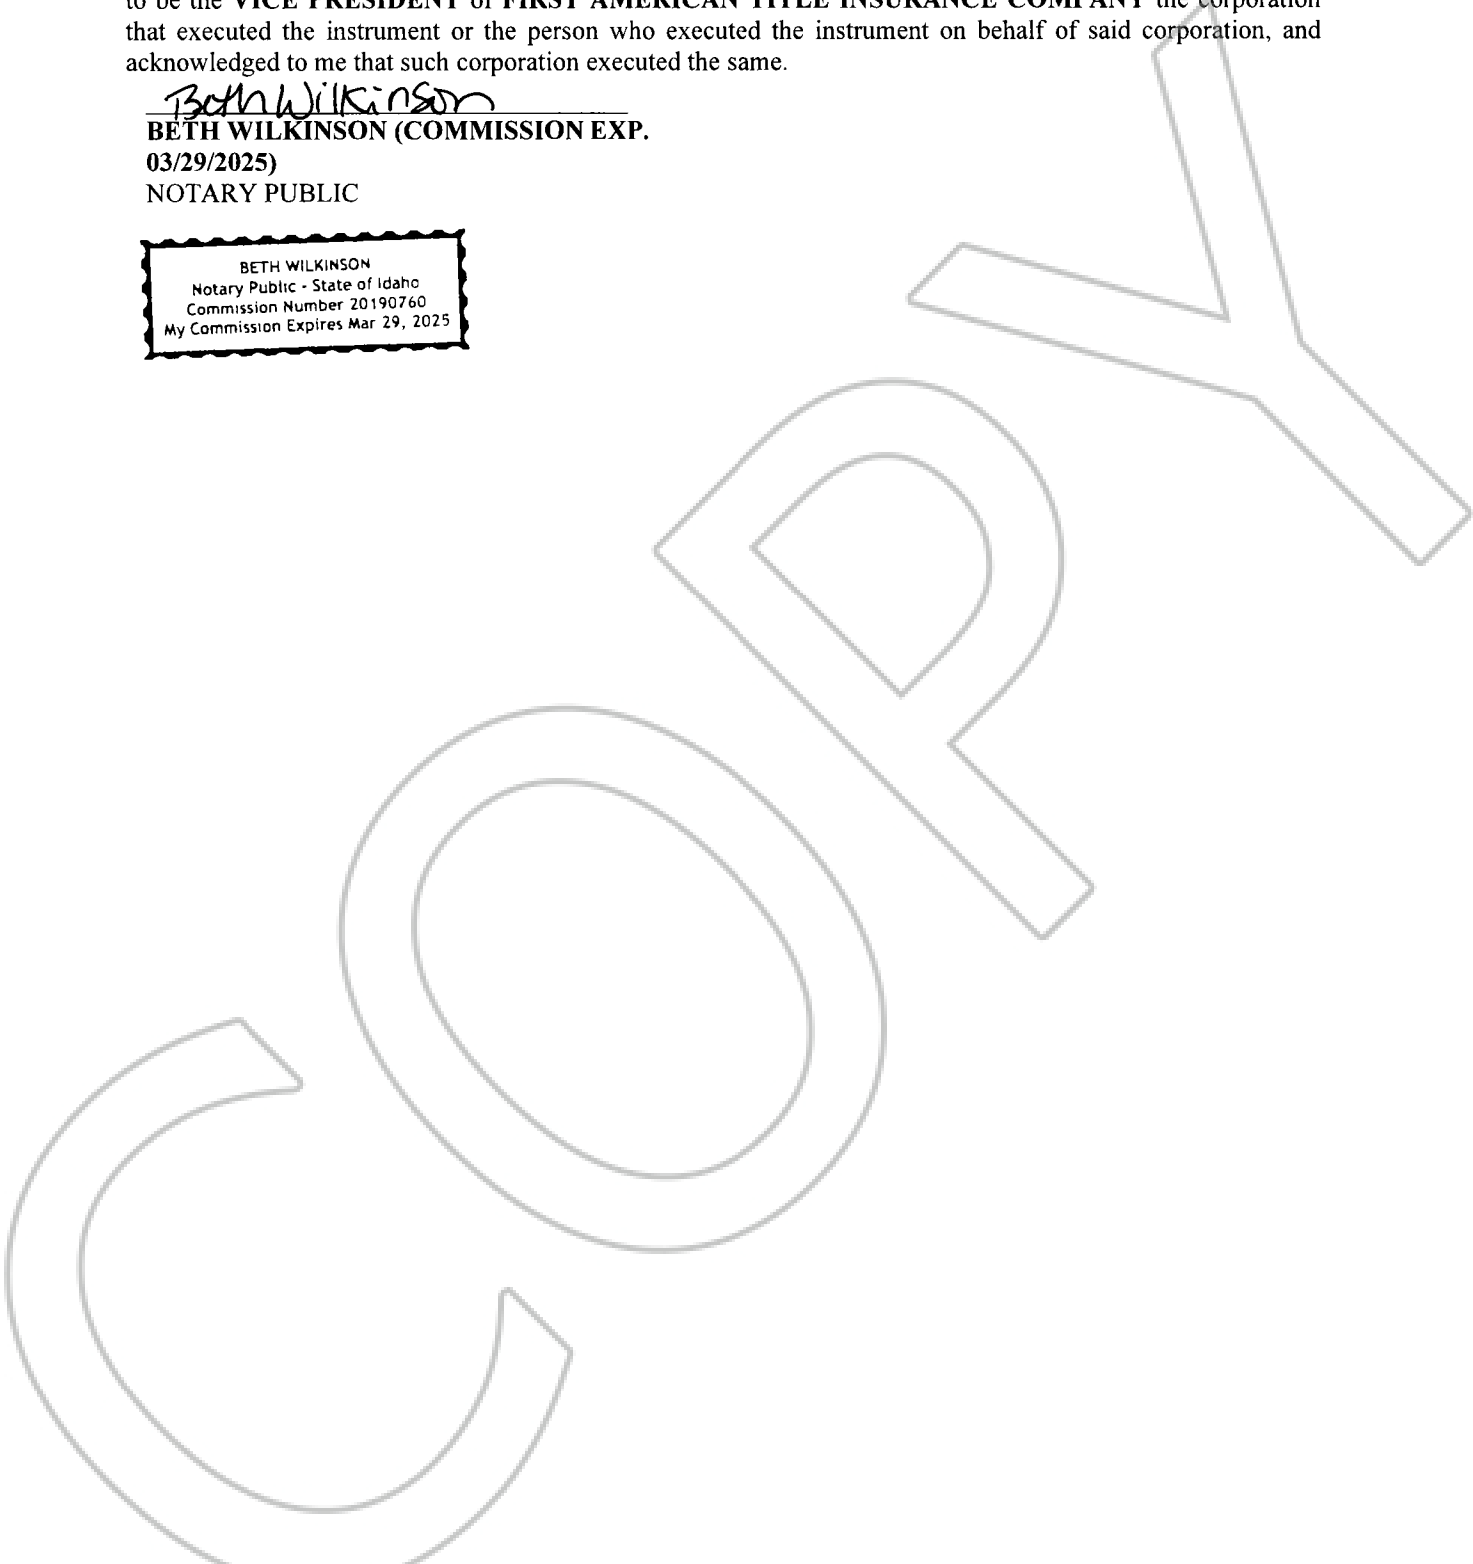 to be the VICE PRESIDENT of FIRST AMERICAN TITLE INSURANCE COMPANY the corporation
that executed the instrument or the person who executed the instrument on behalf of said corporation, and
acknowledged to me that such corporation executed the same.
Beth Wilkinson
BETH WILKINSON (COMMISSION EXP.
03/29/2025)
NOTARY PUBLIC
BETH WILKINSON
Notary Public - State of Idaho
Commission Number 20190760
My Commission Expires Mar 29, 2025
COPY